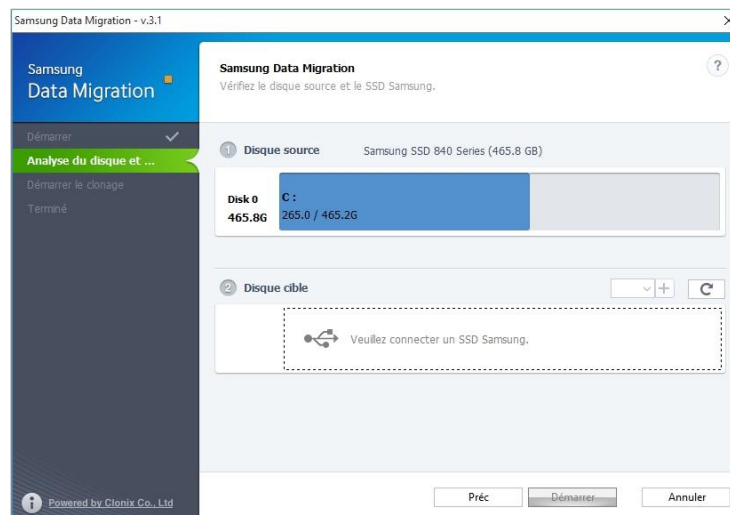 Samsung Data Migration - v.3.1
Samsung
Data Migration
Samsung Data Migration
Vérifiez le disque source et le SSD Samsung.
?
Démarrer
Analyse du disque et ...
Démarrer le clonage
Terminé
1 Disque source Samsung SSD 840 Series (465.8 GB)
Disk 0
465.8G
C :
265.0 / 465.2G
2 Disque cible
Veuillez connecter un SSD Samsung.
Powered by Clonix Co., Ltd
Préc Démarrer Annuler